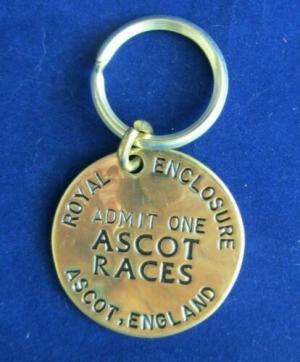 ROYAL ENCLOSURE
ADMIT ONE
ASCOT
RACES
ASCOT, ENGLAND